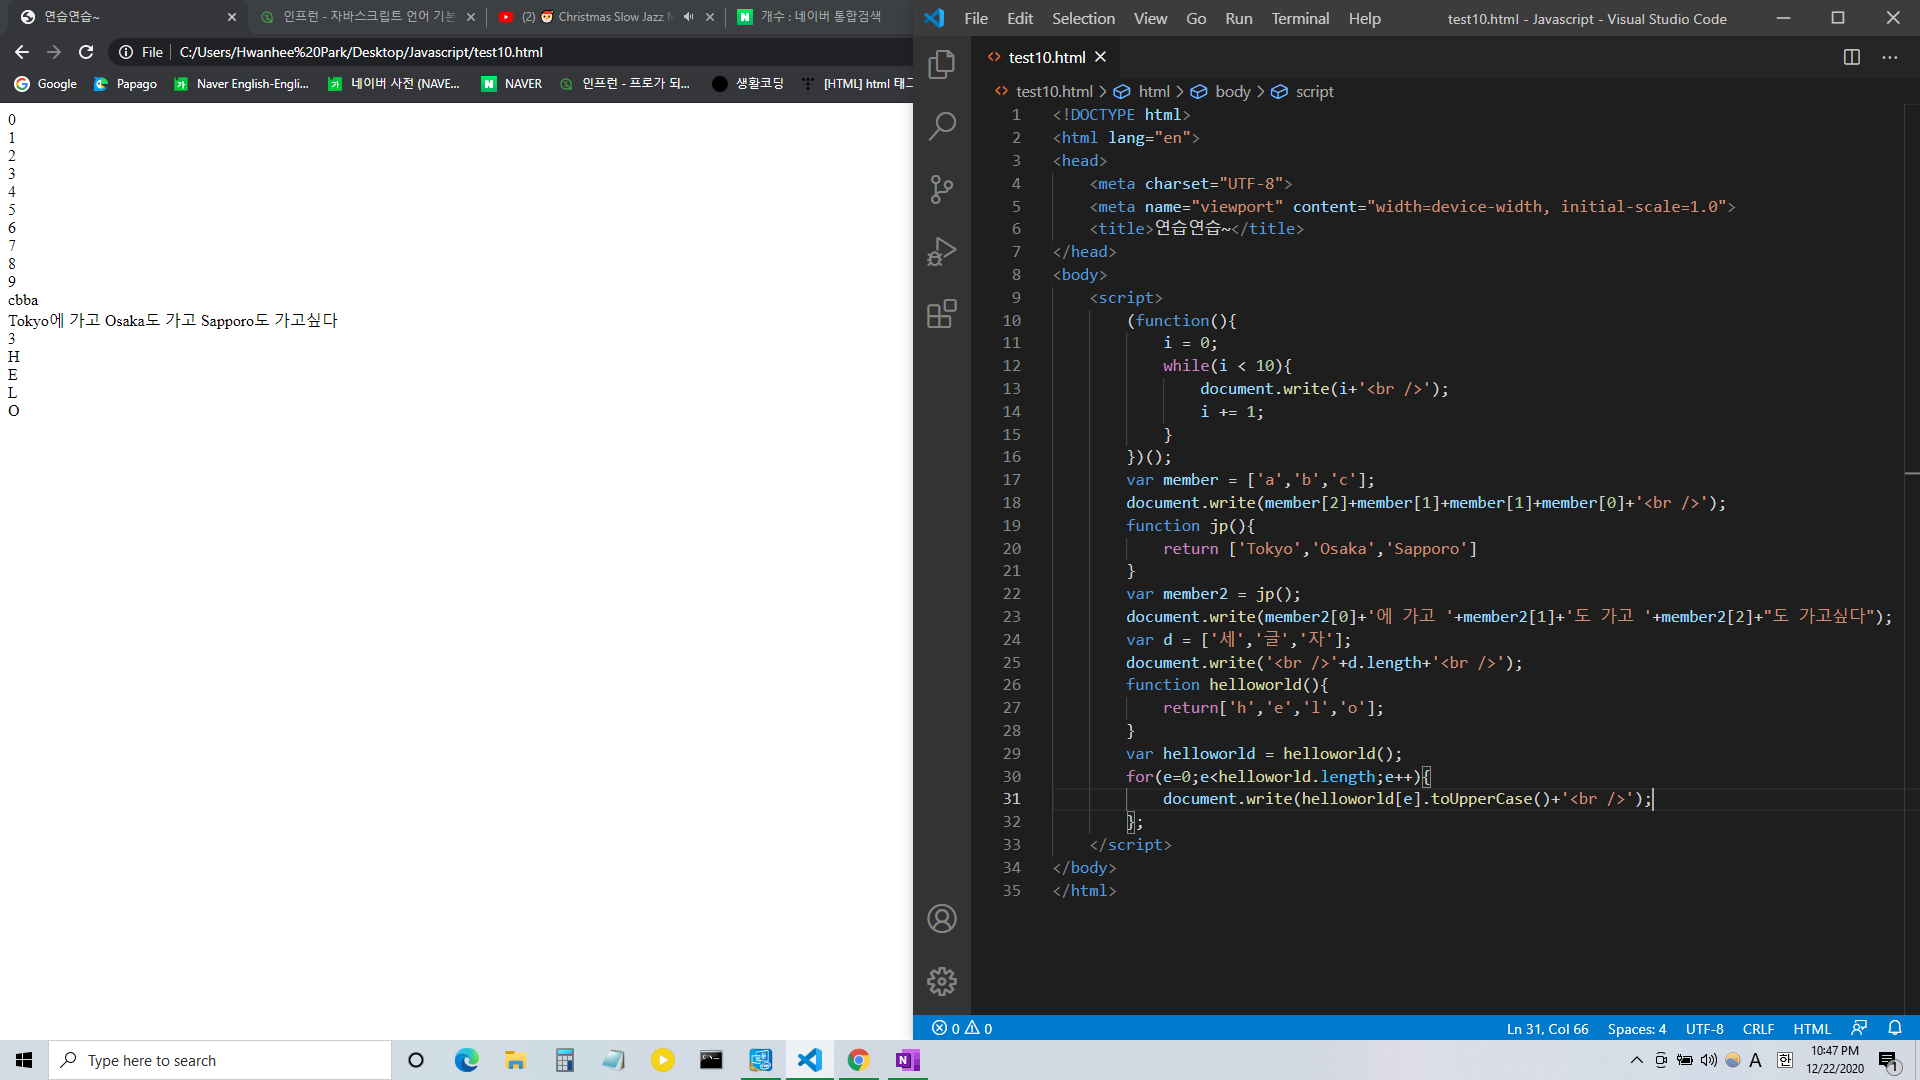 연습연습~
인프런 - 자바스크립트 언어 기본
(2) Christmas Slow Jazz M
개수 : 네이버 통합검색
File C:/Users/Hwanhee%20Park/Desktop/Javascript/test10.html
Google Papago Naver English-Engli... 네이버 사전 (NAVE... NAVER 인프런 - 프로가 되... 생활코딩 [HTML] html 태그
0
1
2
3
4
5
6
7
8
9
cbba
Tokyo에 가고 Osaka도 가고 Sapporo도 가고싶다
3
H
E
L
O
File Edit Selection View Go Run Terminal Help test10.html - Javascript - Visual Studio Code
test10.html
test10.html > html > body > script
1 <!DOCTYPE html>
2 <html lang="en">
3 <head>
4 <meta charset="UTF-8">
5 <meta name="viewport" content="width=device-width, initial-scale=1.0">
6 <title>연습연습~</title>
7 </head>
8 <body>
9 <script>
10 (function(){
11 i = 0;
12 while(i < 10){
13 document.write(i+'<br />');
14 i += 1;
15 }
16 })();
17 var member = ['a','b','c'];
18 document.write(member[2]+member[1]+member[1]+member[0]+'<br />');
19 function jp(){
20 return ['Tokyo','Osaka','Sapporo']
21 }
22 var member2 = jp();
23 document.write(member2[0]+'에 가고 '+member2[1]+'도 가고 '+member2[2]+"도 가고싶다");
24 var d = ['세','글','자'];
25 document.write('<br />'+d.length+'<br />');
26 function helloworld(){
27 return['h','e','l','o'];
28 }
29 var helloworld = helloworld();
30 for(e=0;e<helloworld.length;e++){
31 document.write(helloworld[e].toUpperCase()+'<br />');
32 };
33 </script>
34 </body>
35 </html>
0 0 Ln 31, Col 66 Spaces: 4 UTF-8 CRLF HTML
Type here to search
A 한 10:47 PM
12/22/2020
1